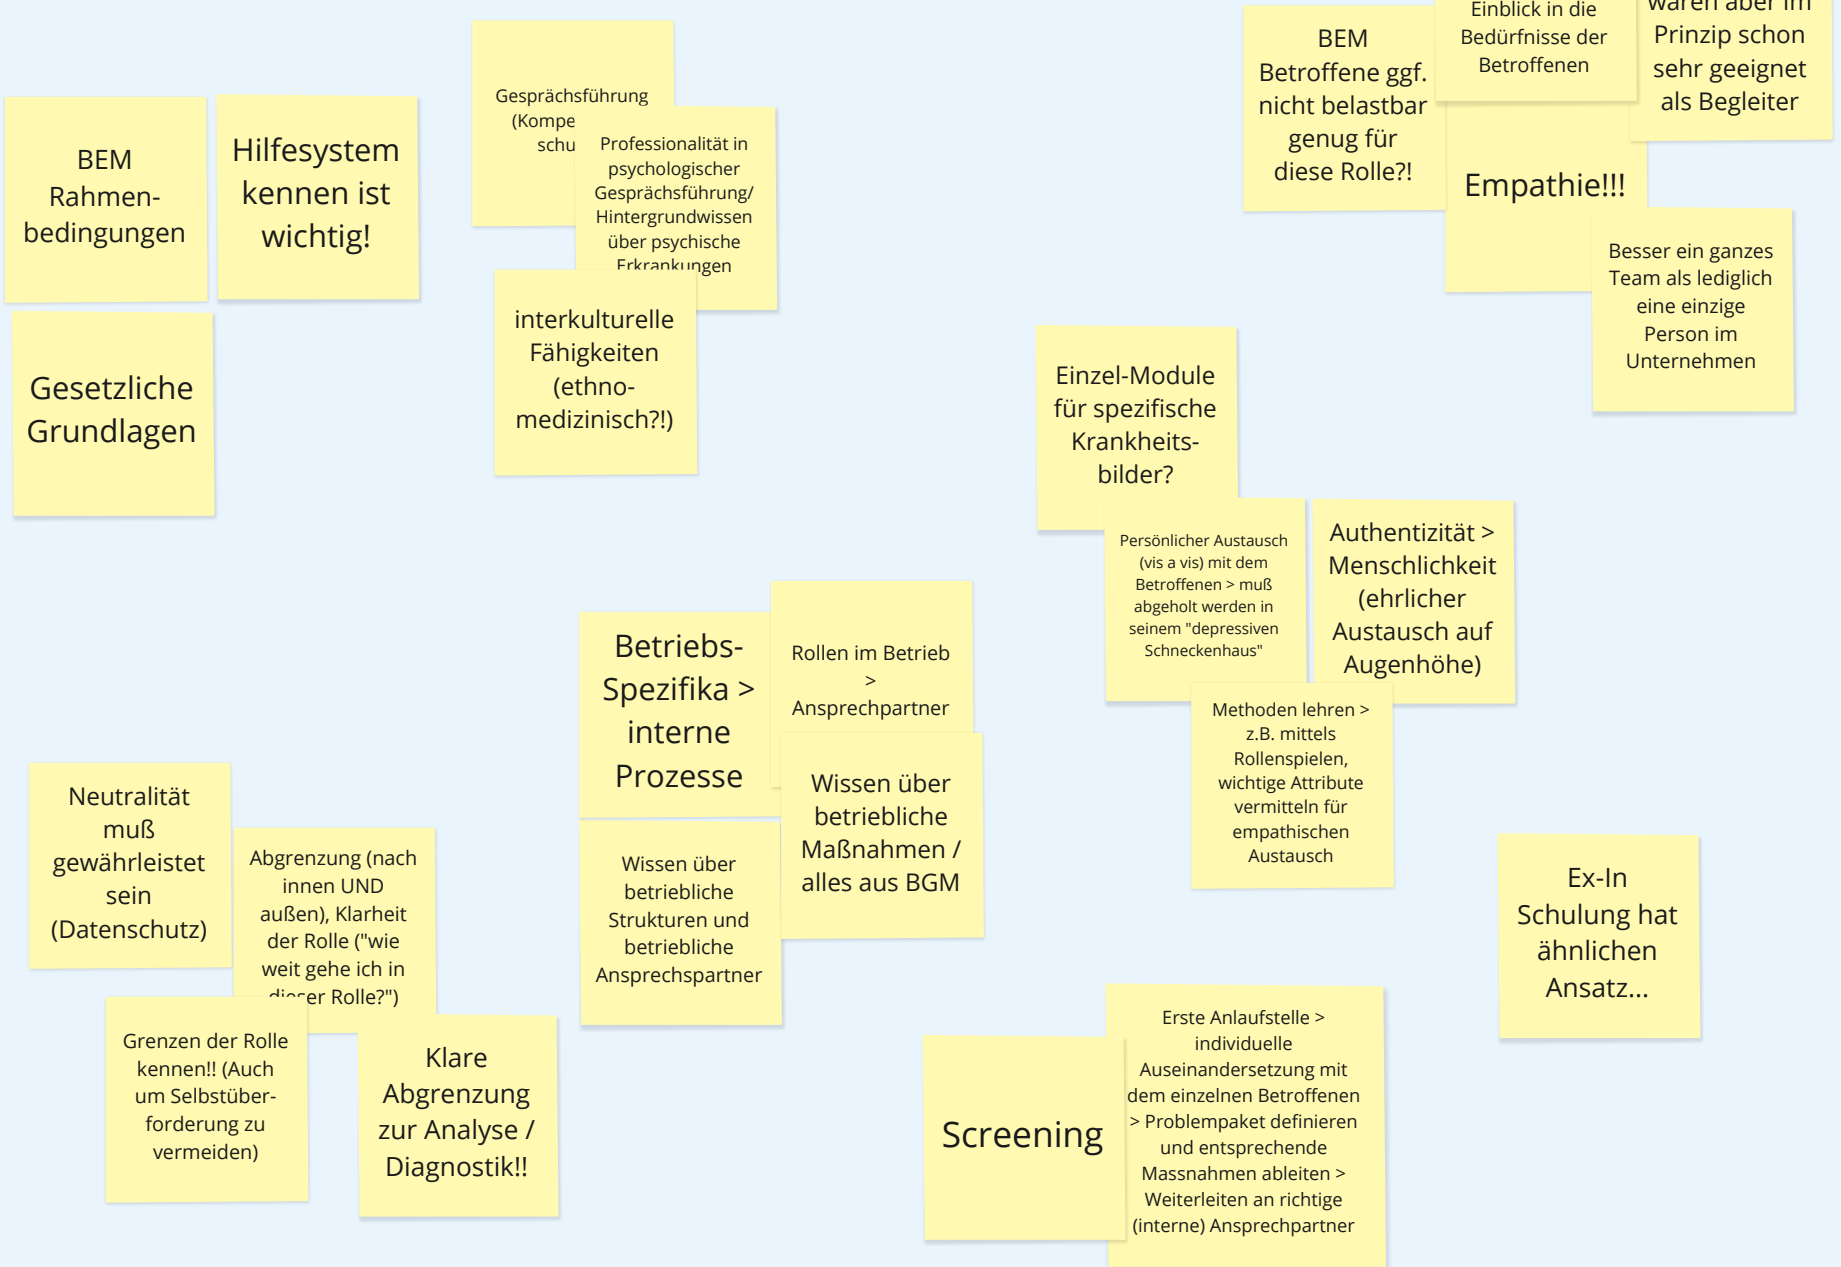 BEM
Rahmen-
bedingungen
Hilfesystem
kennen ist
wichtig!
Gesetzliche
Grundlagen
Gesprächsführung
Professionalität in
psychologischer
Gesprächsführung/
Hintergrundwissen
über psychische
Erkrankungen
interkulturelle
Fähigkeiten
(ethno-
medizinisch?!)
BEM
Betroffene ggf.
nicht belastbar
genug für
diese Rolle?!
Einblick in die
Bedürfnisse der
Betroffenen
waren aber im
Prinzip schon
sehr geeignet
als Begleiter
Empathie!!!
Besser ein ganzes
Team als lediglich
eine einzige
Person im
Unternehmen
Einzel-Module
für spezifische
Krankheits-
bilder?
Persönlicher Austausch
(vis a vis) mit dem
Betroffenen > muß
abgeholt werden in
seinem "depressiven
Schneckenhaus"
Authentizität >
Menschlichkeit
(ehrlicher
Austausch auf
Augenhöhe)
Methoden lehren >
z.B. mittels
Rollenspielen,
wichtige Attribute
vermitteln für
empathischen
Austausch
Betriebs-
Spezifika >
interne
Prozesse
Rollen im Betrieb
>
Ansprechpartner
Wissen über
betriebliche
Maßnahmen /
alles aus BGM
Wissen über
betriebliche
Strukturen und
betriebliche
Ansprechspartner
Neutralität
muß
gewährleistet
sein
(Datenschutz)
Abgrenzung (nach
innen UND
außen), Klarheit
der Rolle ("wie
weit gehe ich in
dieser Rolle?")
Grenzen der Rolle
kennen!! (Auch
um Selbstüber-
forderung zu
vermeiden)
Klare
Abgrenzung
zur Analyse /
Diagnostik!!
Ex-In
Schulung hat
ähnlichen
Ansatz...
Screening
Erste Anlaufstelle >
individuelle
Auseinandersetzung mit
dem einzelnen Betroffenen
> Problempaket definieren
und entsprechende
Massnahmen ableiten >
Weiterleiten an richtige
(interne) Ansprechpartner